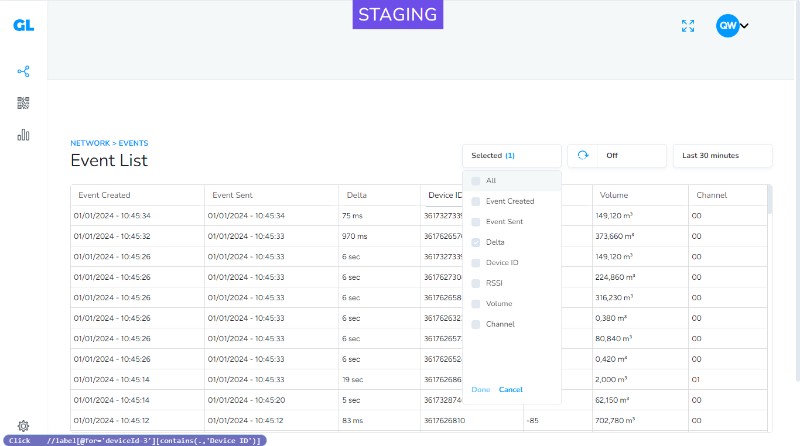 STAGING
GL
QW
NETWORK > EVENTS
Event List
Selected (1)
Off
Last 30 minutes
Event Created Event Sent Delta Device ID Volume Channel
01/01/2024 - 10:45:34 01/01/2024 - 10:45:34 75 ms 3617327339 149,120 m³ 00
01/01/2024 - 10:45:32 01/01/2024 - 10:45:33 970 ms 361762657 373,660 m³ 00
01/01/2024 - 10:45:26 01/01/2024 - 10:45:33 6 sec 3617327339 149,120 m³ 00
01/01/2024 - 10:45:26 01/01/2024 - 10:45:33 6 sec 361762730 224,860 m³ 00
01/01/2024 - 10:45:26 01/01/2024 - 10:45:33 6 sec 361762658 316,230 m³ 00
01/01/2024 - 10:45:26 01/01/2024 - 10:45:33 6 sec 361762632 0,380 m³ 00
01/01/2024 - 10:45:26 01/01/2024 - 10:45:33 6 sec 361762657 80,840 m³ 00
01/01/2024 - 10:45:26 01/01/2024 - 10:45:33 6 sec 361762652 0,420 m³ 00
01/01/2024 - 10:45:14 01/01/2024 - 10:45:33 19 sec 361762686 2,000 m³ 01
01/01/2024 - 10:45:14 01/01/2024 - 10:45:20 5 sec 361732874 62,150 m³ 00
01/01/2024 - 10:45:12 01/01/2024 - 10:45:12 83 ms 3617626810 -85 702,780 m³ 00
All
Event Created
Event Sent
Delta
Device ID
RSSI
Volume
Channel
Done Cancel
Click //label[@for='deviceId-3'][contains(.,'Device ID')]